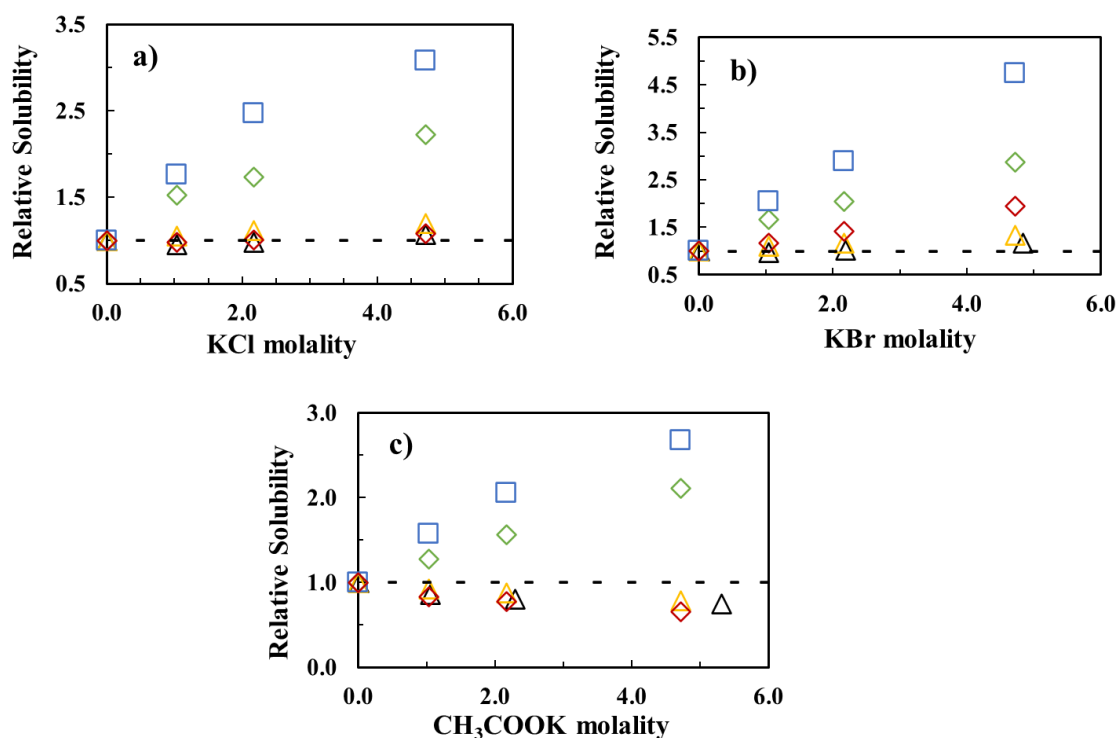 a)
Relative Solubility
3.5
2.5
1.5
0.5
0.0 2.0 4.0 6.0
KCl molality
b)
Relative Solubility
5.5
4.5
3.5
2.5
1.5
0.5
0.0 2.0 4.0 6.0
KBr molality
c)
Relative Solubility
3.0
2.0
1.0
0.0
0.0 2.0 4.0 6.0
CH₃COOK molality